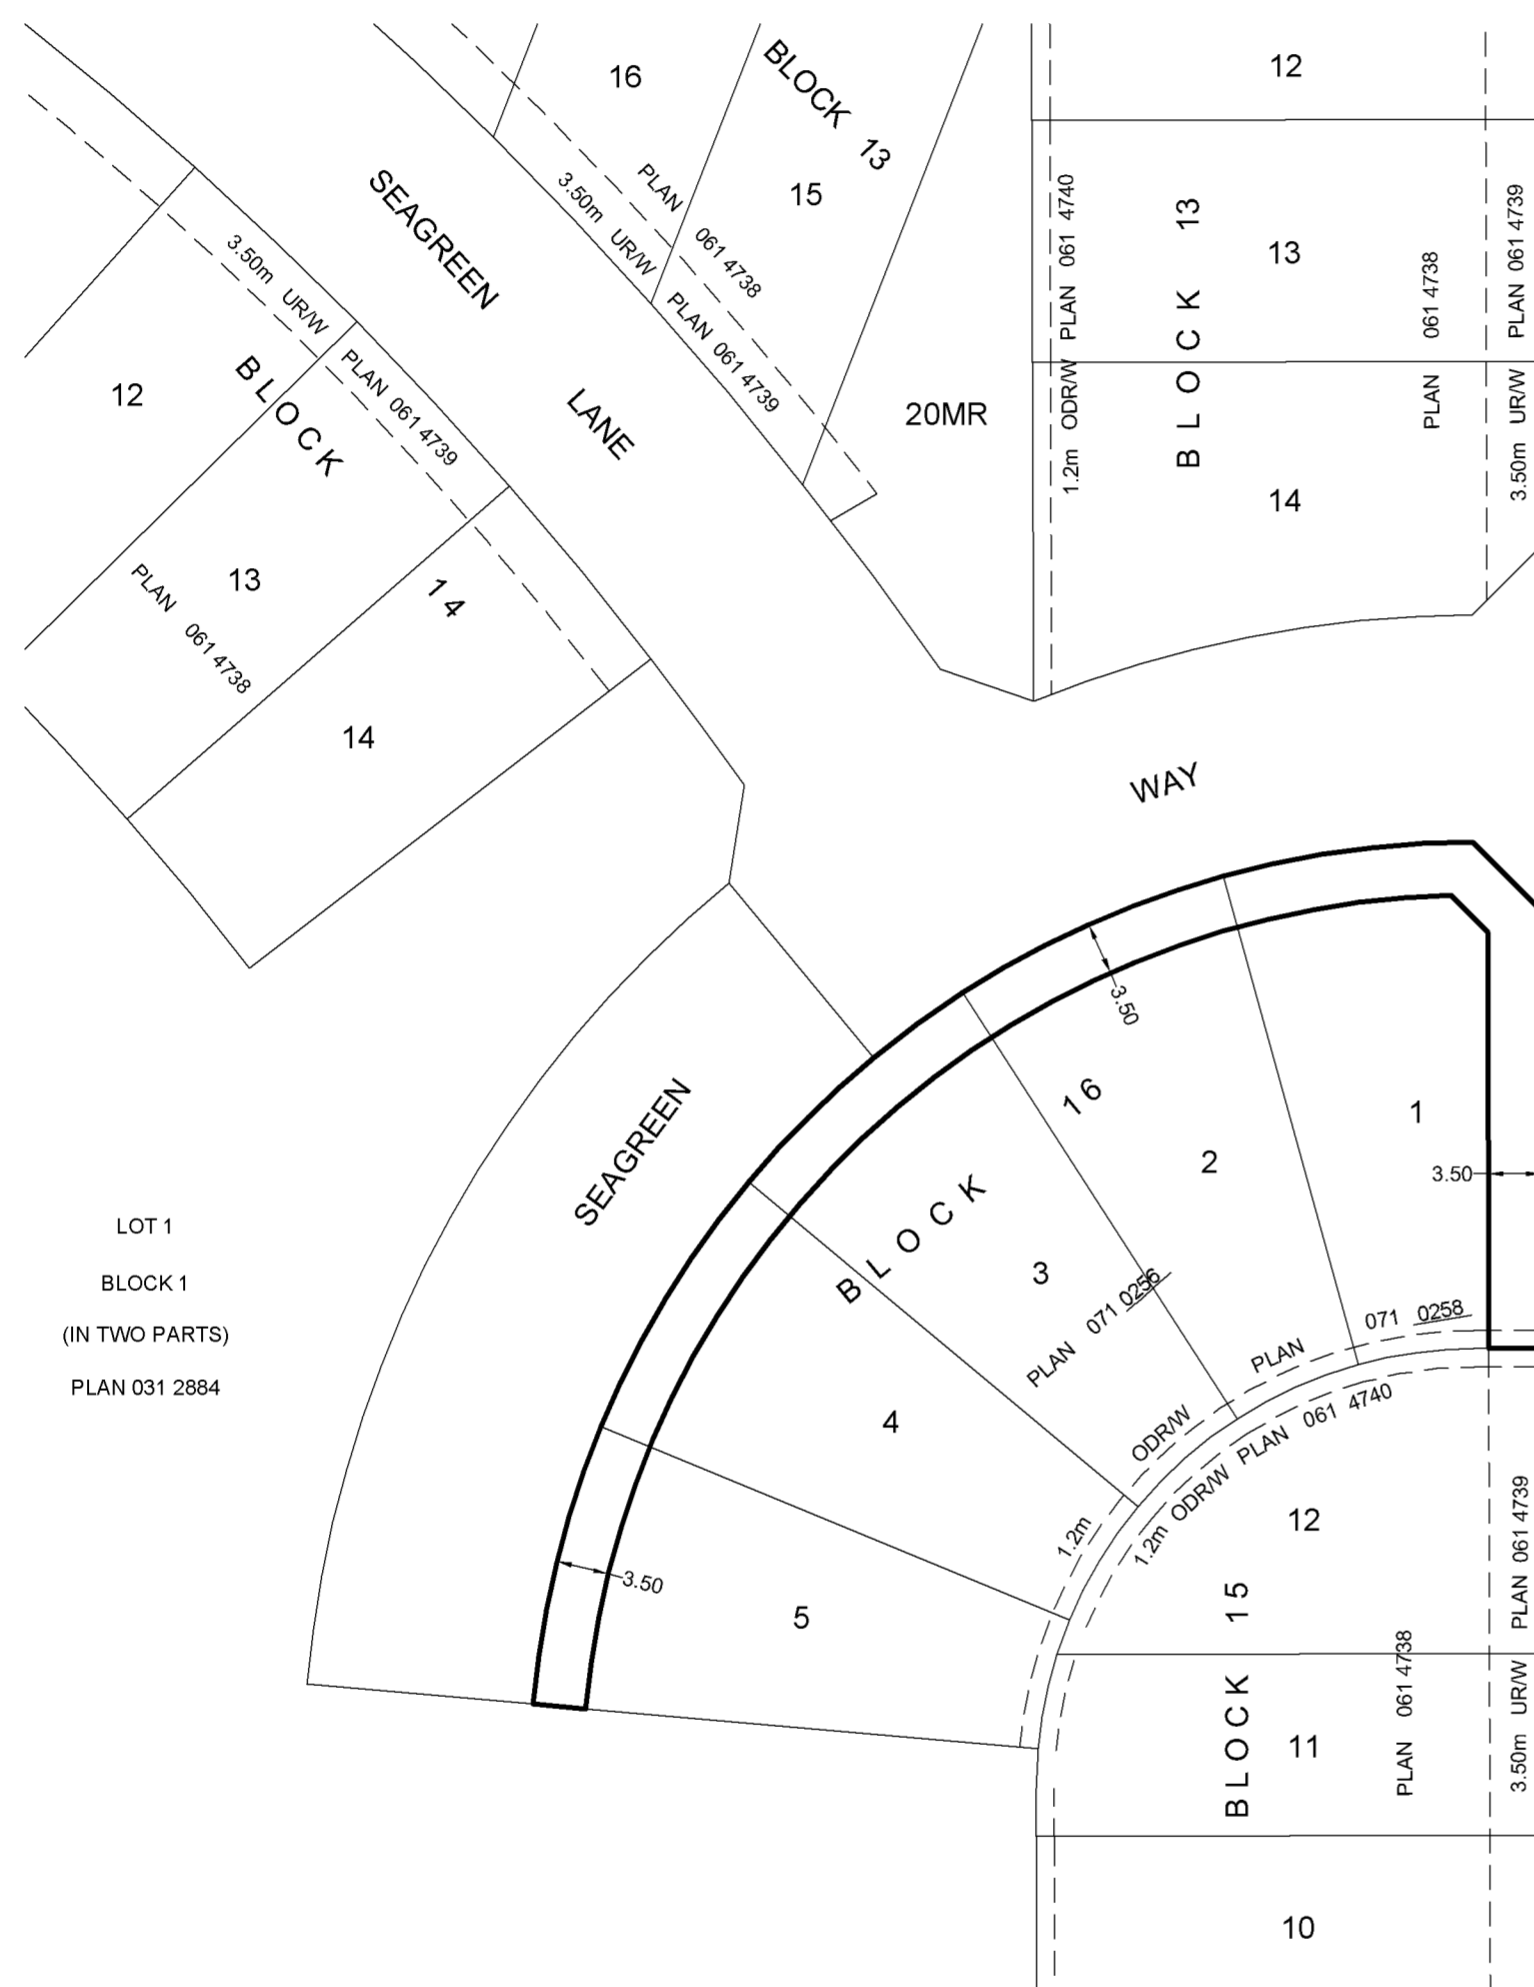 16
BLOCK 13
12
15
PLAN 061 4738
3.50m UR/W PLAN 061 4739
SEAGREEN LANE
20MR
1.2m ODR/W PLAN 061 4740
BLOCK 13
13
PLAN 061 4738
3.50m UR/W PLAN 061 4739
14
3.50m UR/W PLAN 061 4739
12
BLOCK 14
13
PLAN 061 4738
14
SEAGREEN WAY
3.50
BLOCK 16
1
2
3
4
5
3.50
3.50
PLAN 071 0256
1.2m ODR/W PLAN 071 0258
1.2m ODR/W PLAN 061 4740
LOT 1
BLOCK 1
(IN TWO PARTS)
PLAN 031 2884
12
BLOCK 15
11
PLAN 061 4738
3.50m UR/W PLAN 061 4739
10